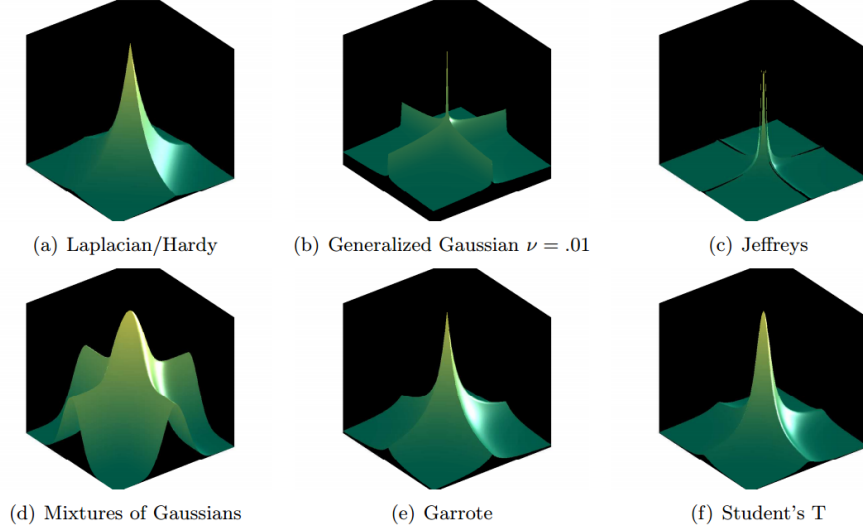 (a) Laplacian/Hardy
(b) Generalized Gaussian ν = .01
(c) Jeffreys
(d) Mixtures of Gaussians
(e) Garrote
(f) Student's T